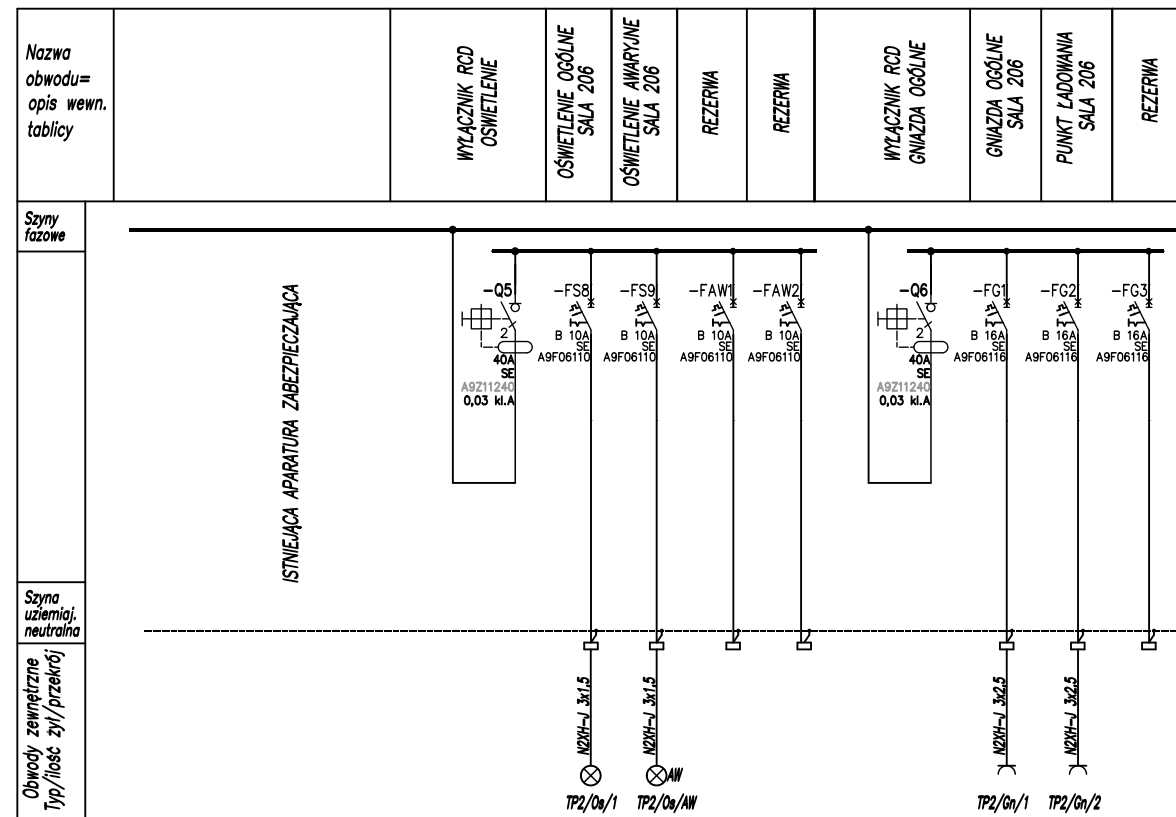 Nazwa
obwodu=
opis wewn.
tablicy
WYŁĄCZNIK RCD
OSWIETLENIE
OŚWIETLENIE OGÓLNE
SALA 206
OŚWIETLENIE AWARYJNE
SALA 206
REZERWA
REZERWA
WYŁĄCZNIK RCD
GNIAZDA OGÓLNE
GNIAZDA OGÓLNE
SALA 206
PUNKT ŁADOWANIA
SALA 206
REZERWA
Szyny
fazowe
ISTNIEJĄCA APARATURA ZABEZPIECZAJĄCA
-Q5
2
40A
SE
A9Z11240
0,03 kl.A
-FS8
B 10A
SE
A9F06110
-FS9
B 10A
SE
A9F06110
-FAW1
B 10A
SE
A9F06110
-FAW2
B 10A
SE
A9F06110
-Q6
2
40A
SE
A9Z11240
0,03 kl.A
-FG1
B 16A
SE
A9F06116
-FG2
B 16A
SE
A9F06116
-FG3
B 16A
SE
A9F06116
Szyna
uziemiaj.
neutralna
Obwody zewnętrzne
Typ/ilość żył/przekrój
N2XH-J 3x1,5
N2XH-J 3x1,5
N2XH-J 3x2,5
N2XH-J 3x2,5
AW
TP2/Os/1
TP2/Os/AW
TP2/Gn/1
TP2/Gn/2